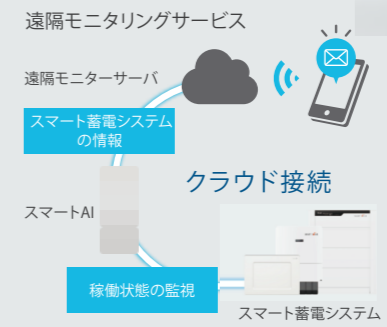 遠隔モニタリングサービス
遠隔モニターサーバ
スマート蓄電システム
の情報
クラウド接続
スマートAI
稼働状態の監視
スマート蓄電システム